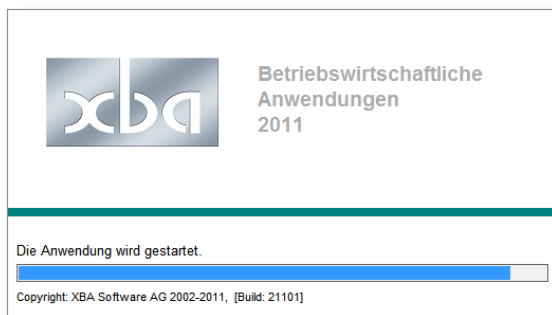 xba
Betriebswirtschaftliche
Anwendungen
2011
Die Anwendung wird gestartet.
Copyright: XBA Software AG 2002-2011, [Build: 21101]